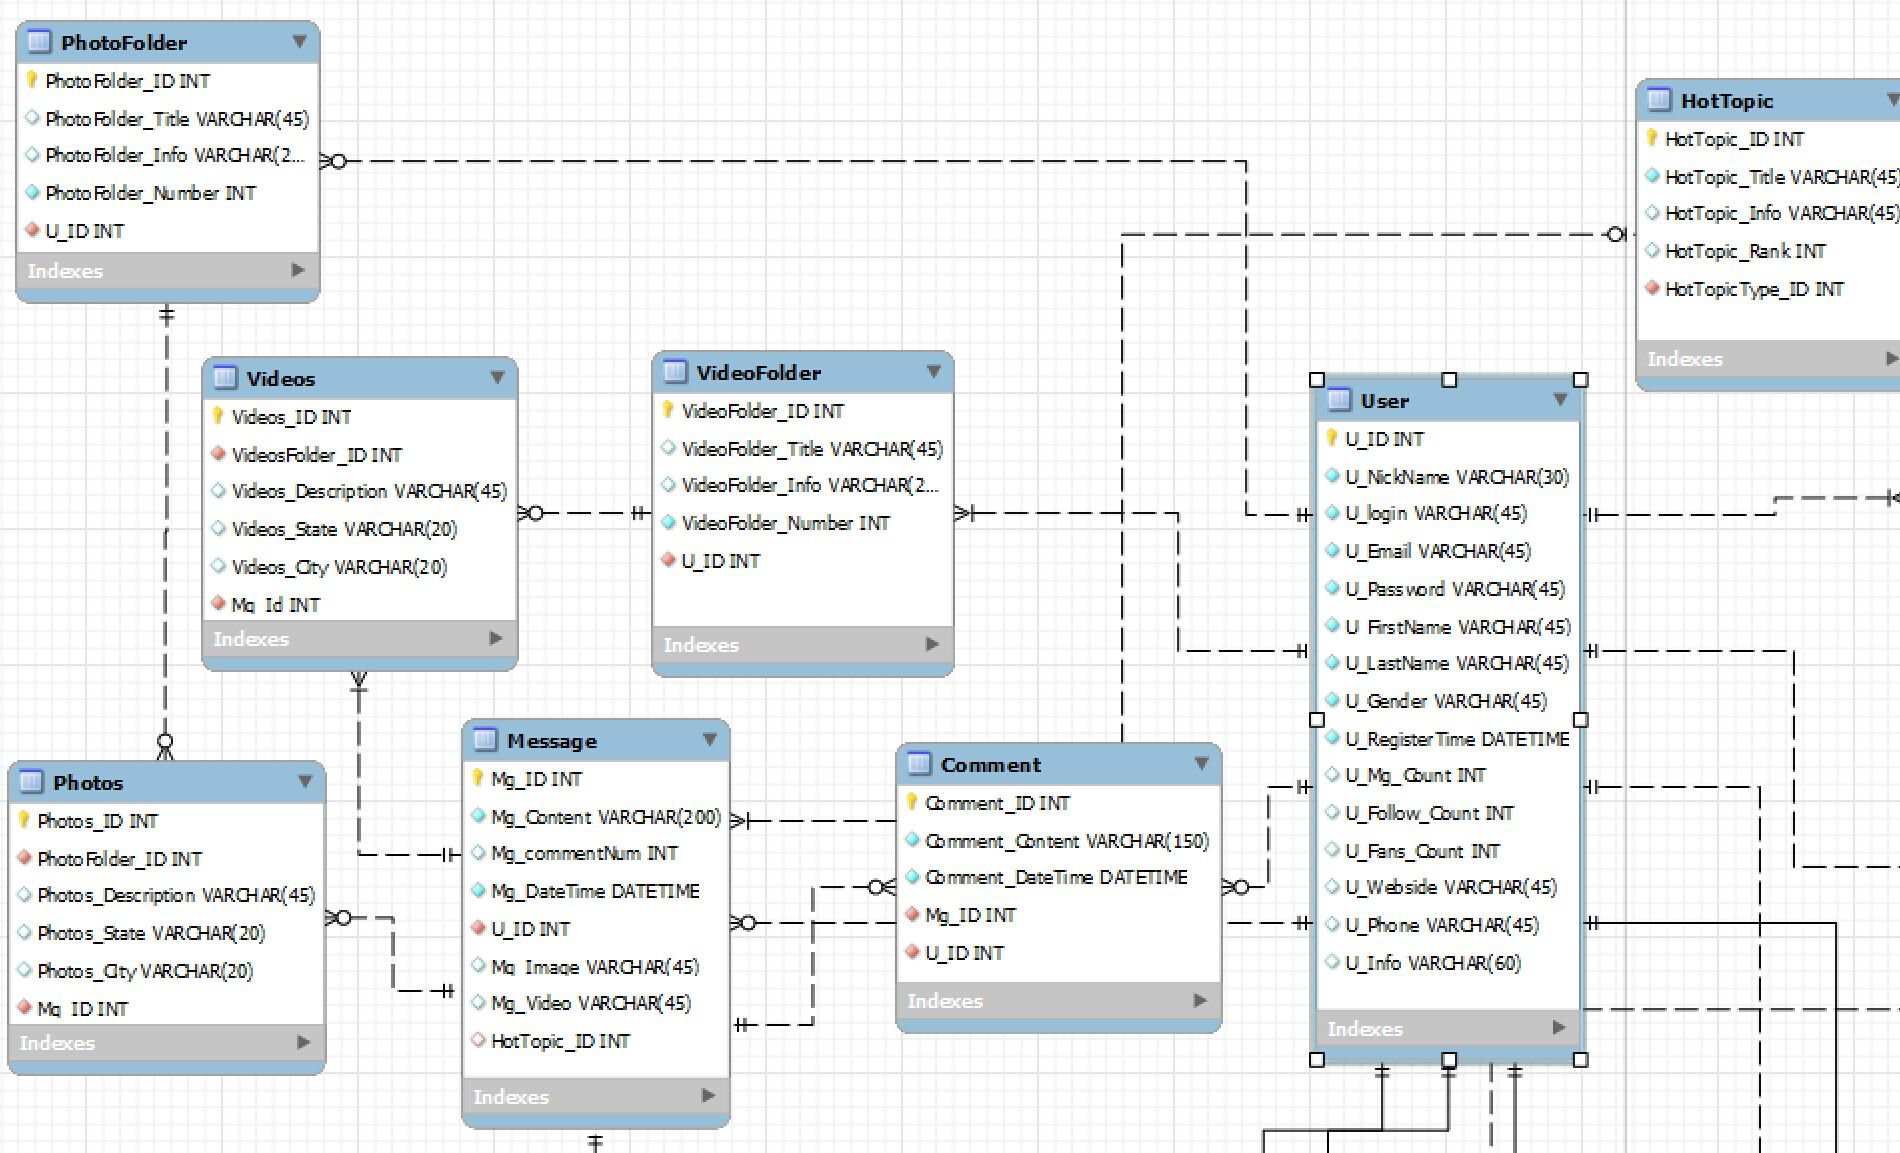 PhotoFolder
PhotoFolder_ID INT
PhotoFolder_Title VARCHAR(45)
PhotoFolder_Info VARCHAR(2...
PhotoFolder_Number INT
U_ID INT
Indexes
HotTopic
HotTopic_ID INT
HotTopic_Title VARCHAR(45)
HotTopic_Info VARCHAR(45)
HotTopic_Rank INT
HotTopicType_ID INT
Indexes
Videos
Videos_ID INT
VideosFolder_ID INT
Videos_Description VARCHAR(45)
Videos_State VARCHAR(20)
Videos_City VARCHAR(20)
Mg_Id INT
Indexes
VideoFolder
VideoFolder_ID INT
VideoFolder_Title VARCHAR(45)
VideoFolder_Info VARCHAR(2...
VideoFolder_Number INT
U_ID INT
Indexes
User
U_ID INT
U_NickName VARCHAR(30)
U_login VARCHAR(45)
U_Email VARCHAR(45)
U_Password VARCHAR(45)
U_FirstName VARCHAR(45)
U_LastName VARCHAR(45)
U_Gender VARCHAR(45)
U_RegisterTime DATETIME
U_Mg_Count INT
U_Follow_Count INT
U_Fans_Count INT
U_Webside VARCHAR(45)
U_Phone VARCHAR(45)
U_Info VARCHAR(60)
Indexes
Photos
Photos_ID INT
PhotoFolder_ID INT
Photos_Description VARCHAR(45)
Photos_State VARCHAR(20)
Photos_City VARCHAR(20)
Mg_ID INT
Indexes
Message
Mg_ID INT
Mg_Content VARCHAR(200)
Mg_commentNum INT
Mg_DateTime DATETIME
U_ID INT
Mg_Image VARCHAR(45)
Mg_Video VARCHAR(45)
HotTopic_ID INT
Indexes
Comment
Comment_ID INT
Comment_Content VARCHAR(150)
Comment_DateTime DATETIME
Mg_ID INT
U_ID INT
Indexes